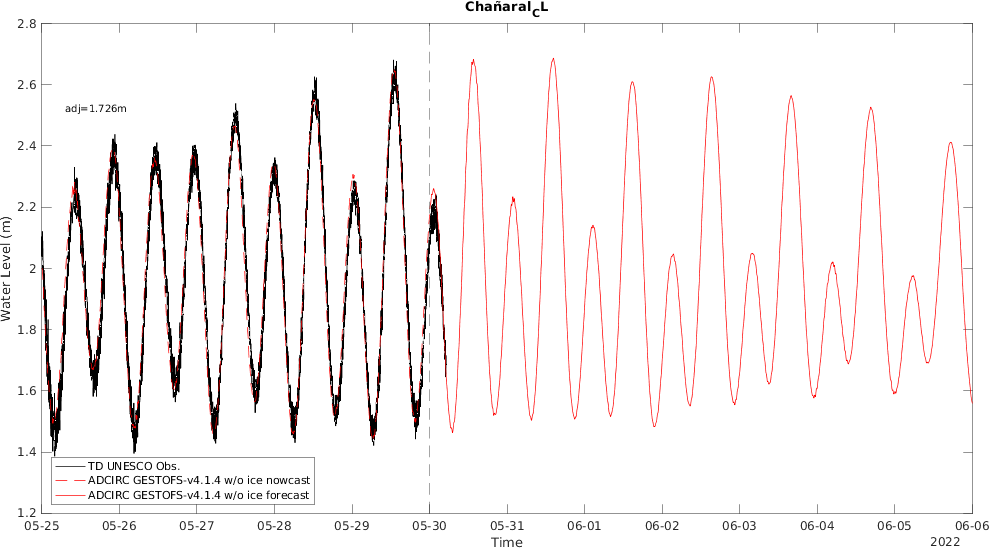 Chañaral_CL
2.8
2.6
adj=1.726m
2.4
2.2
Water Level (m)
2
1.8
1.6
1.4
TD UNESCO Obs.
ADCIRC GESTOFS-v4.1.4 w/o ice nowcast
ADCIRC GESTOFS-v4.1.4 w/o ice forecast
1.2
05-25 05-26 05-27 05-28 05-29 05-30 05-31 06-01 06-02 06-03 06-04 06-05 06-06
Time
2022